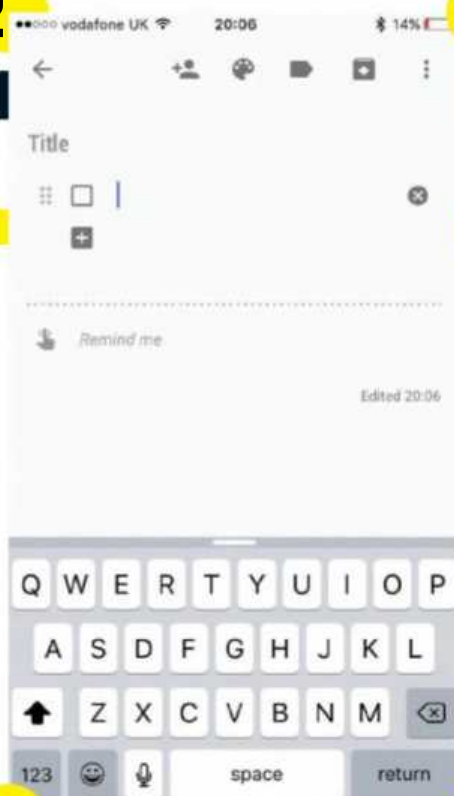 vodafone UK 20:06 14%
Title
Remind me
Edited 20:06
Q W E R T Y U I O P
A S D F G H J K L
Z X C V B N M
123 space return